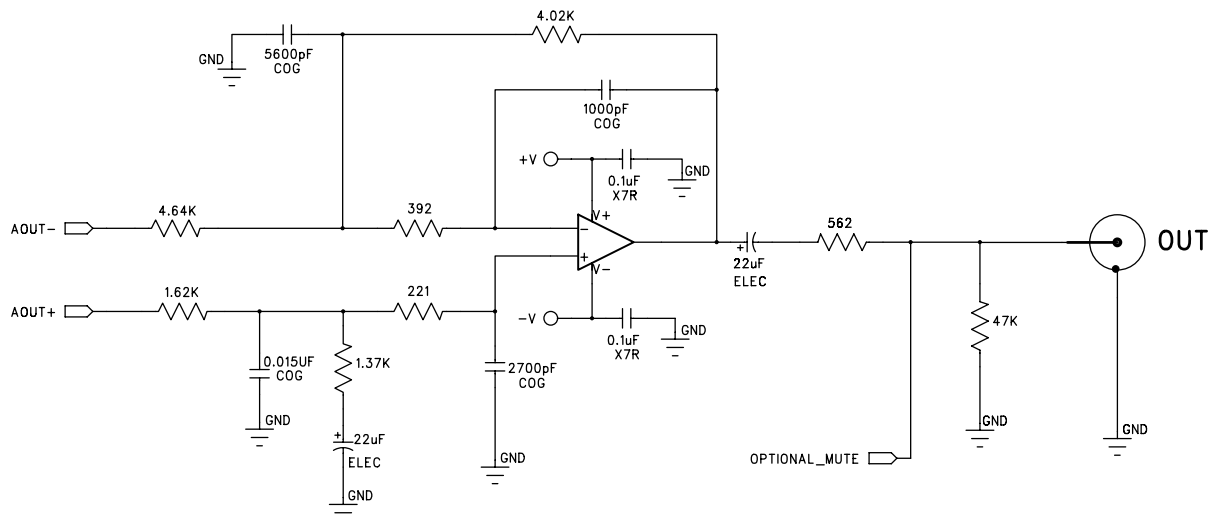 4.02K
GND
5600pF
COG
1000pF
COG
+V
GND
0.1uF
X7R
4.64K
392
V+
562
AOUT-
−
OUT
+
22uF
ELEC
+
V-
1.62K
221
AOUT+
-V
GND
0.1uF
X7R
47K
0.015UF
COG
1.37K
2700pF
COG
GND
GND
GND
+
22uF
ELEC
GND
OPTIONAL_MUTE
GND